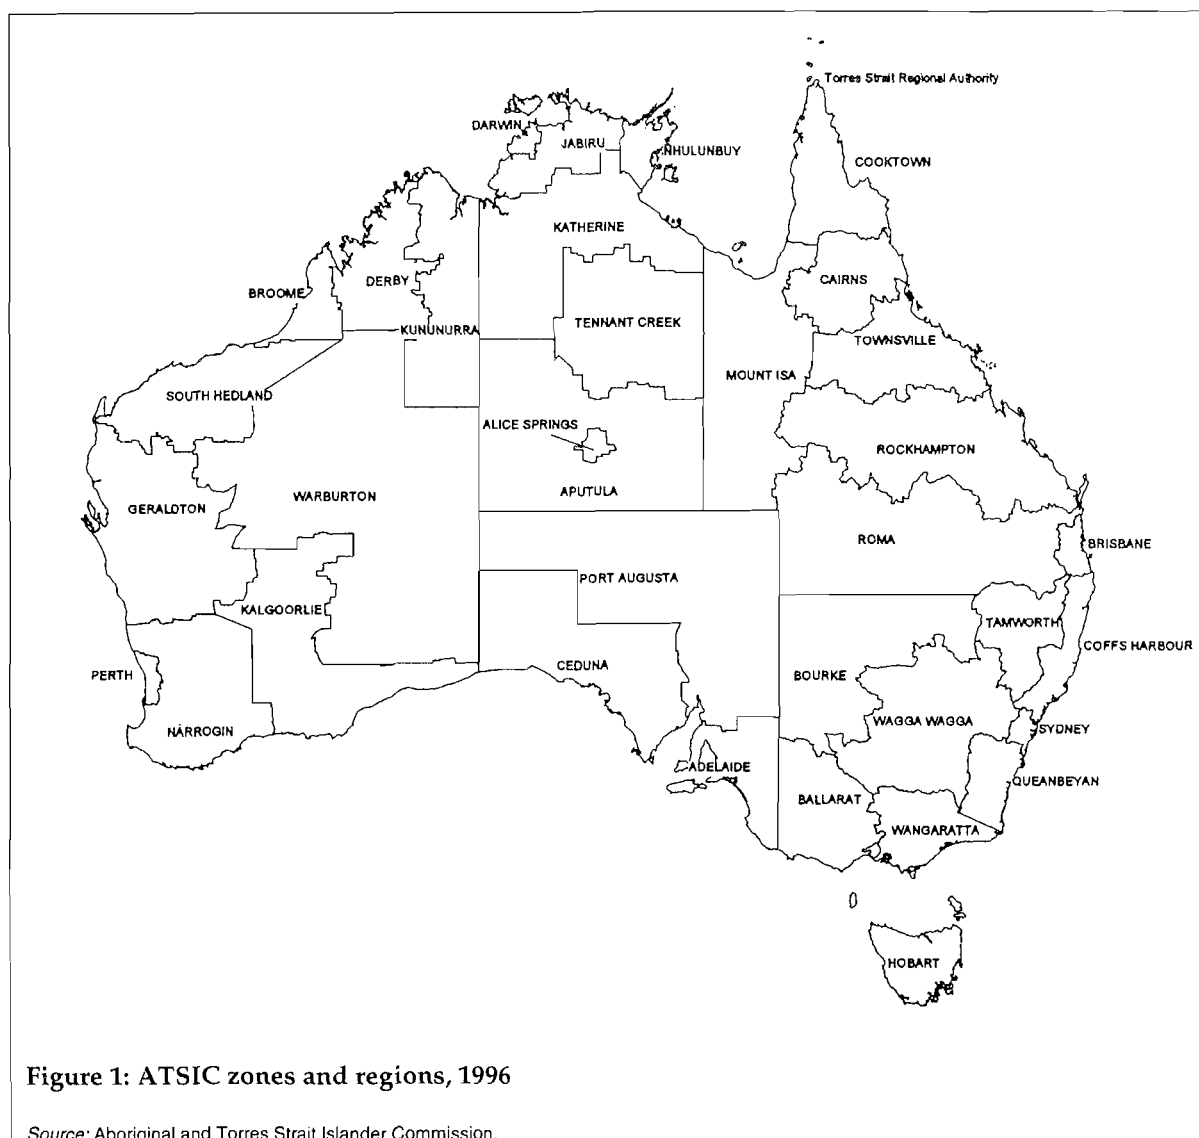 Torres Strait Regional Authority
DARWIN
JABIRU
NHULUNBUY
COOKTOWN
KATHERINE
CAIRNS
DERBY
BROOME
TENNANT CREEK
KUNUNURRA
TOWNSVILLE
MOUNT ISA
SOUTH HEDLAND
ALICE SPRINGS
ROCKHAMPTON
APUTULA
WARBURTON
GERALDTON
ROMA
BRISBANE
PORT AUGUSTA
KALGOORLIE
TAMWORTH
COFFS HARBOUR
CEDUNA
PERTH
BOURKE
WAGGA WAGGA
NARROGIN
SYDNEY
ADELAIDE
QUEANBEYAN
BALLARAT
WANGARATTA
HOBART
Figure 1: ATSIC zones and regions, 1996
Source: Aboriginal and Torres Strait Islander Commission.